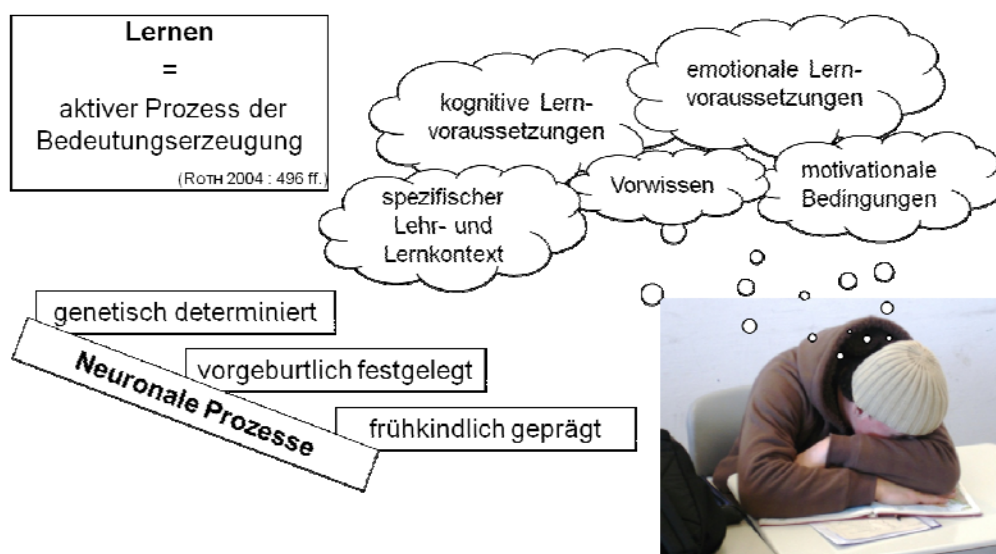 Lernen
=
aktiver Prozess der
Bedeutungserzeugung
(ROTH 2004 : 496 ff.)
kognitive Lern-
voraussetzungen
emotionale Lern-
voraussetzungen
spezifischer
Lehr- und
Lernkontext
Vorwissen
motivationale
Bedingungen
genetisch determiniert
Neuronale Prozesse
vorgeburtlich festgelegt
frühkindlich geprägt